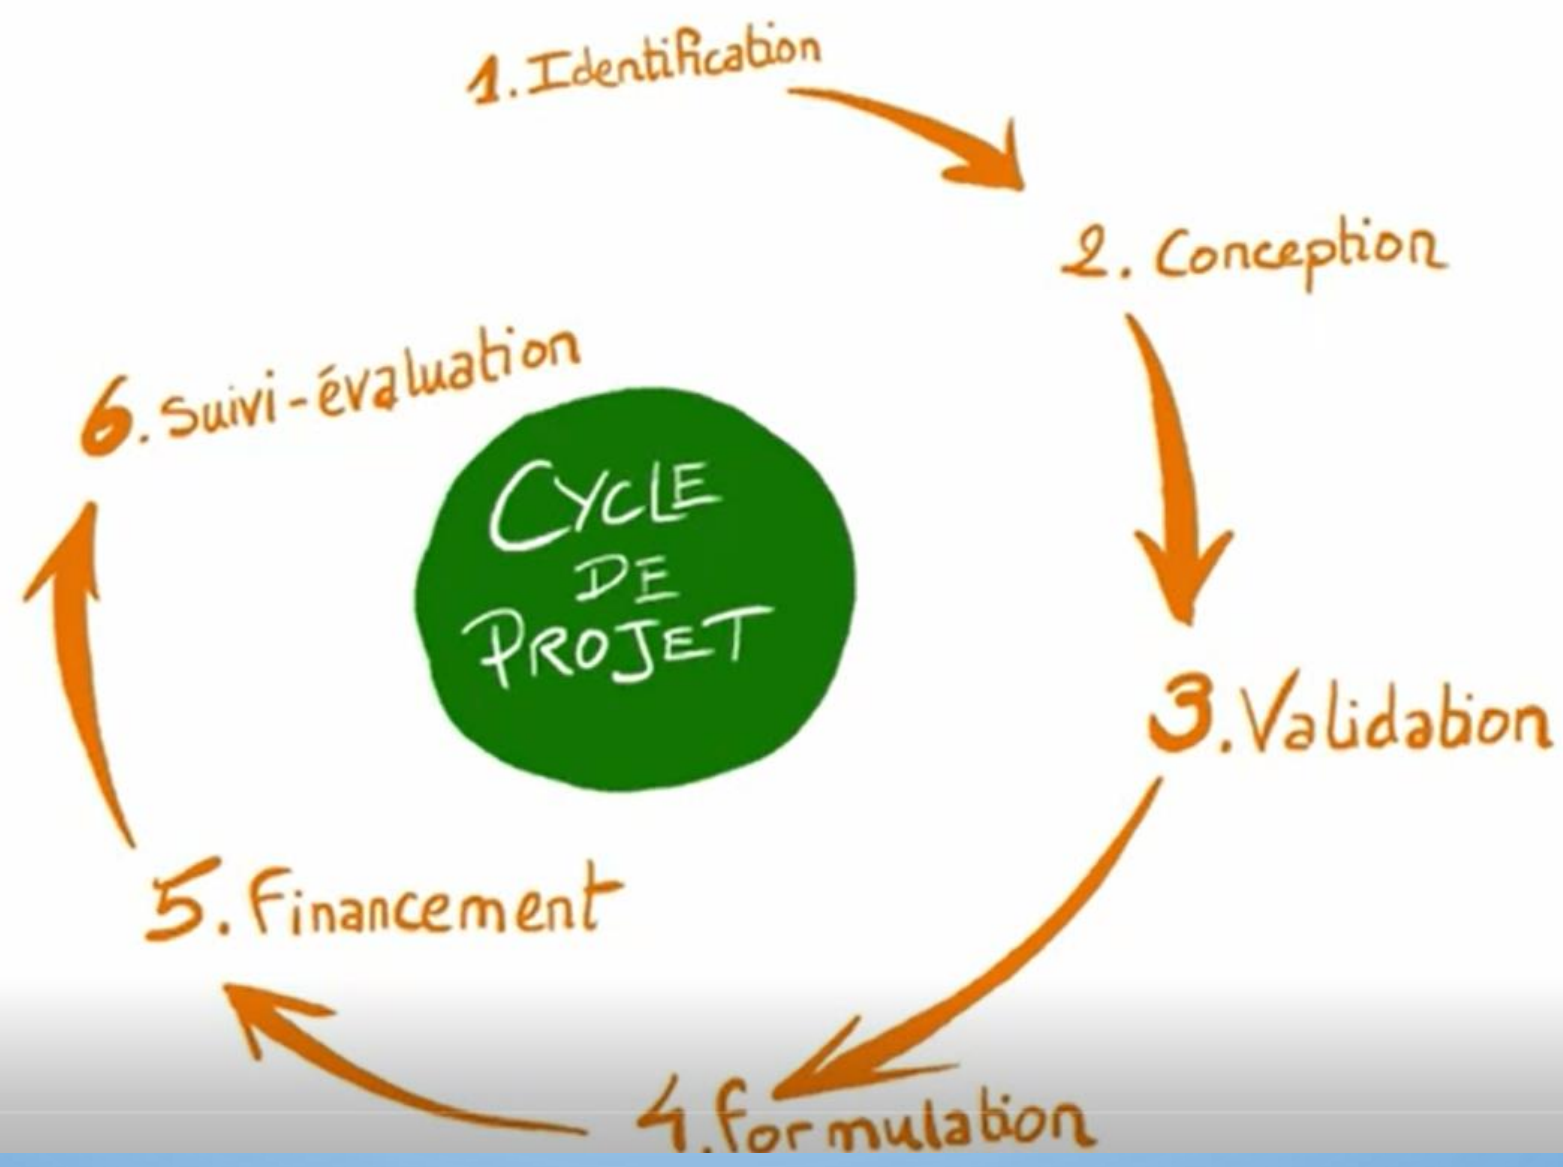 1. Identification
2. Conception
3. Validation
4. formulation
5. Financement
6. Suivi-évaluation
CYCLE
DE
PROJET